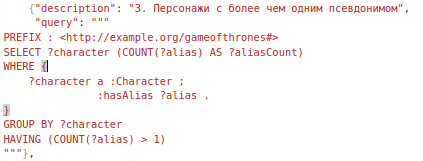 {"description": "3. Персонажи с более чем одним псевдонимом",
"query": """
PREFIX : <http://example.org/gameofthrones#>
SELECT ?character (COUNT(?alias) AS ?aliasCount)
WHERE {
?character a :Character ;
:hasAlias ?alias .
}
GROUP BY ?character
HAVING (COUNT(?alias) > 1)
"""},